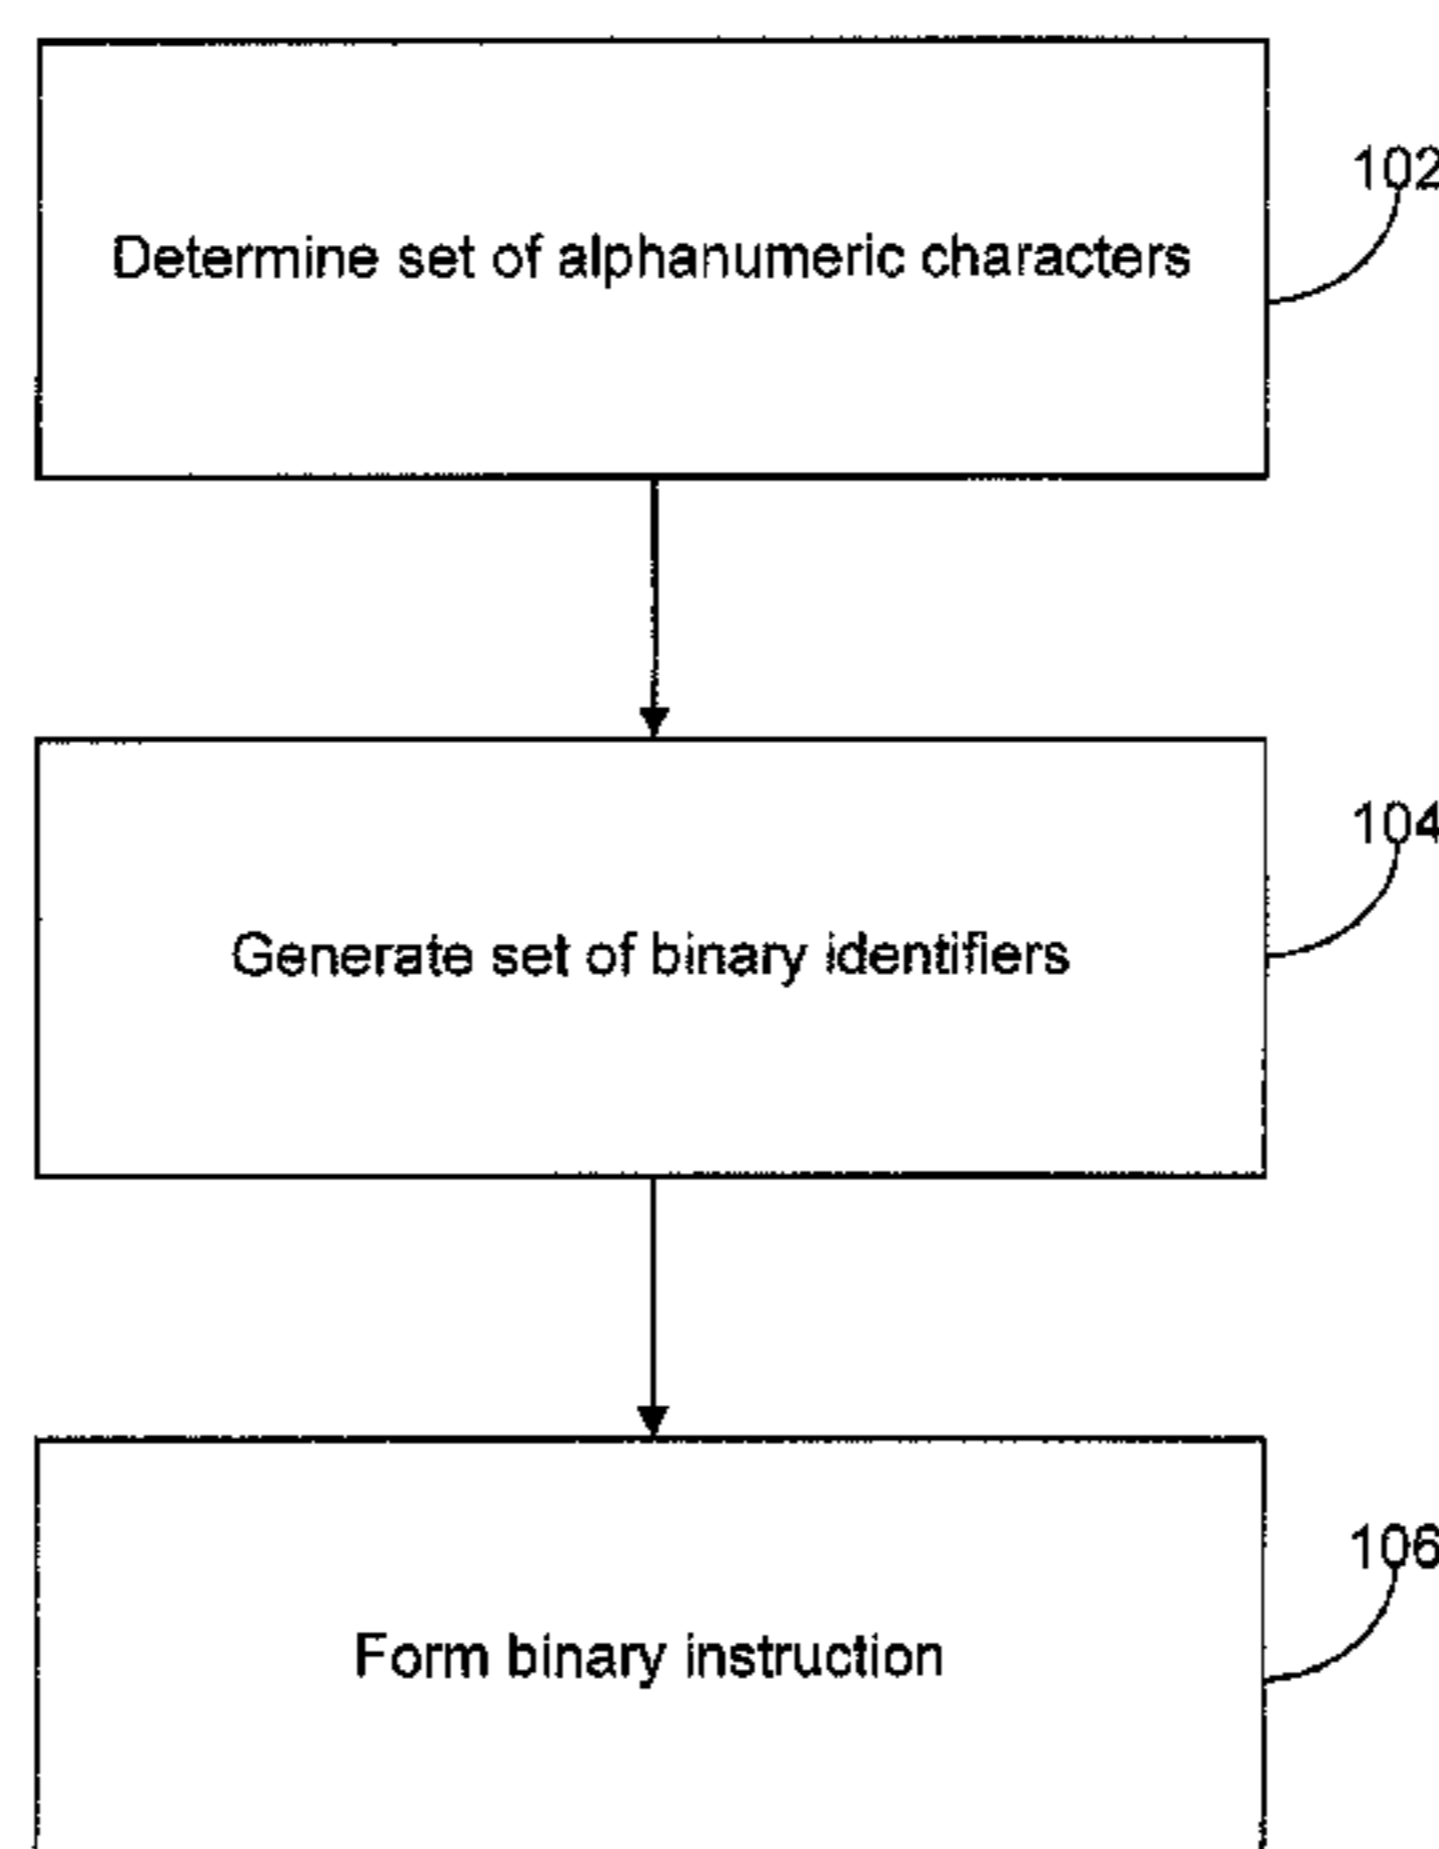 102
Determine set of alphanumeric characters
104
Generate set of binary identifiers
106
Form binary instruction